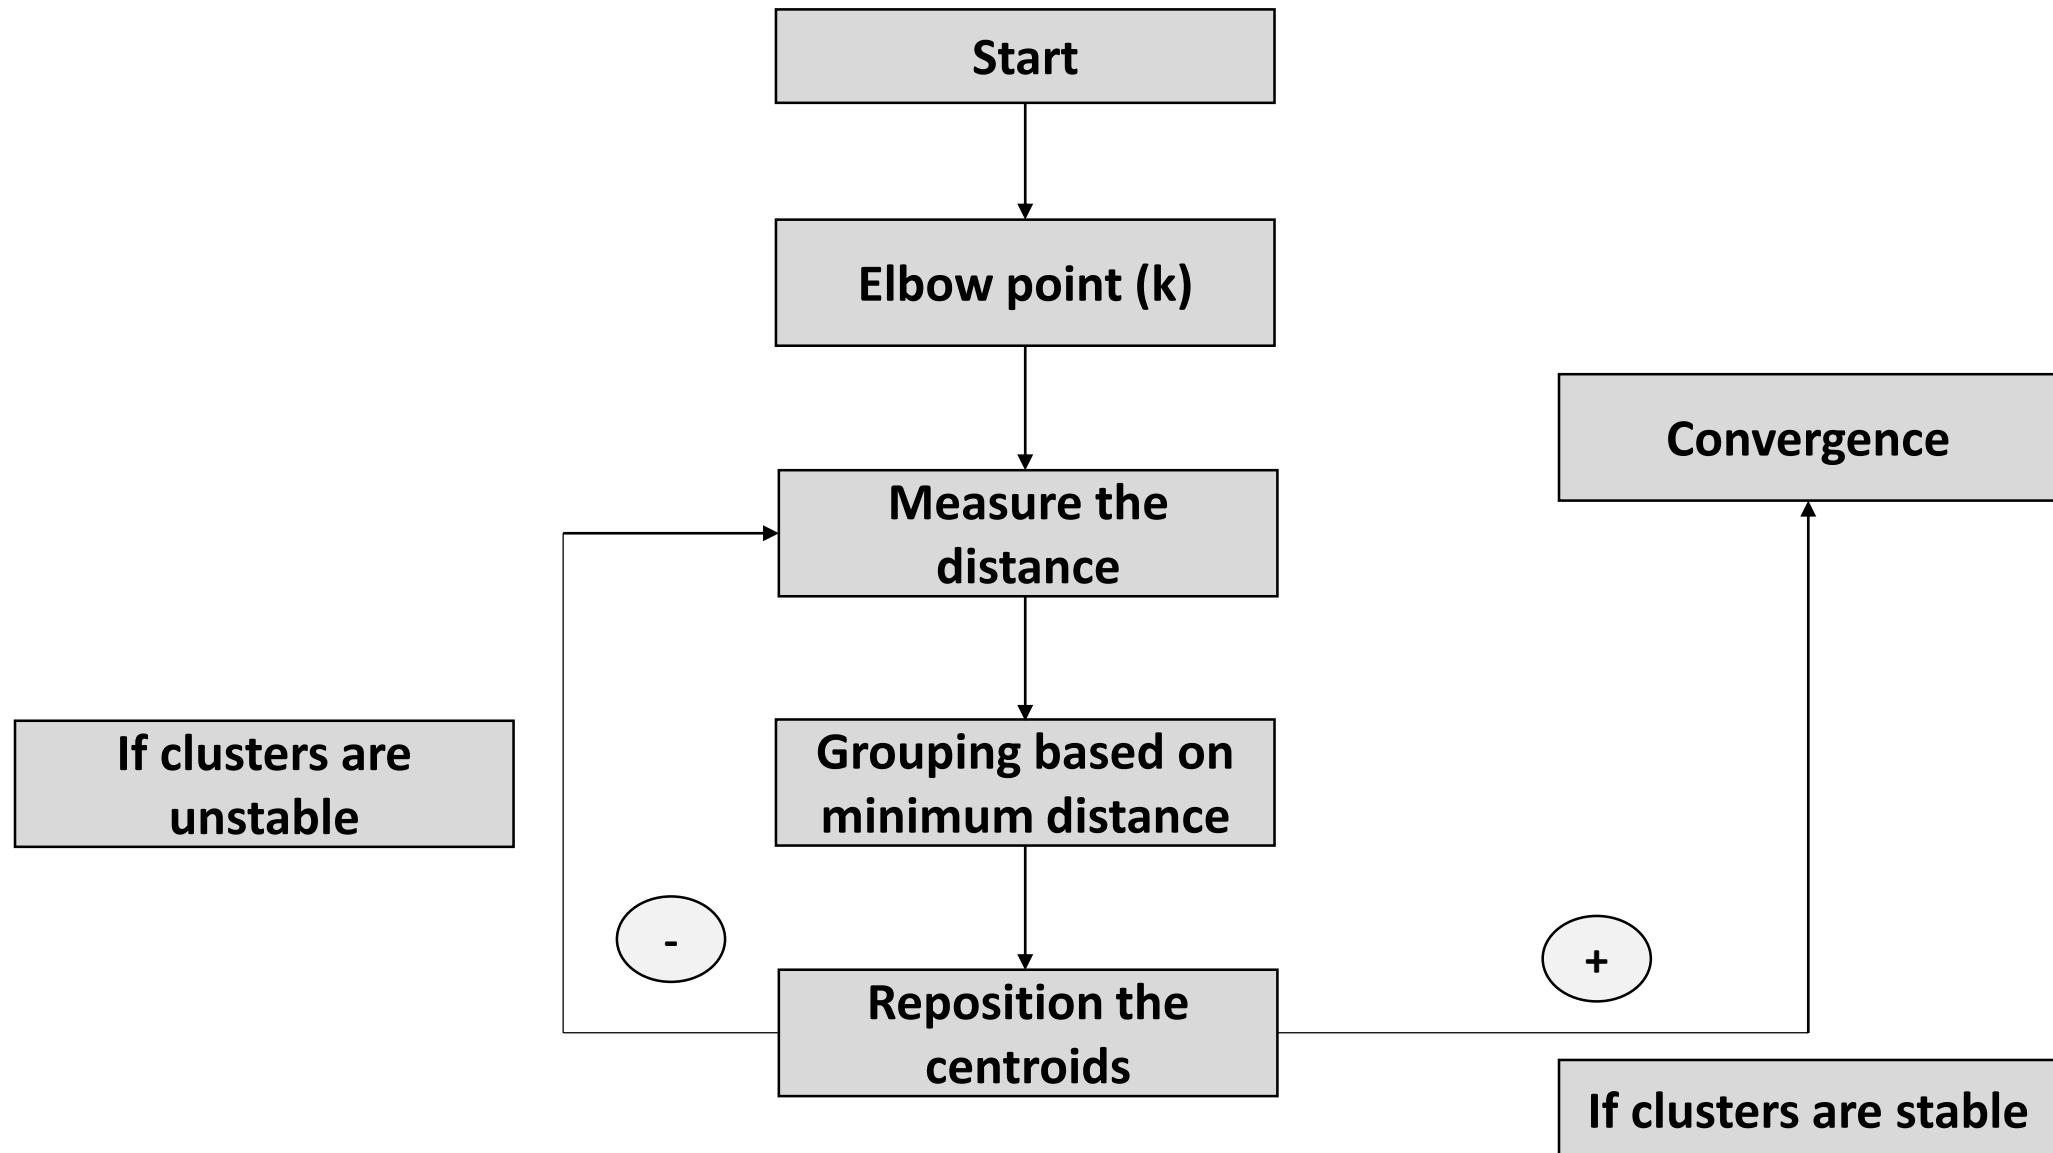 Start
Elbow point (k)
Convergence
Measure the
distance
If clusters are
unstable
Grouping based on
minimum distance
-
+
Reposition the
centroids
If clusters are stable